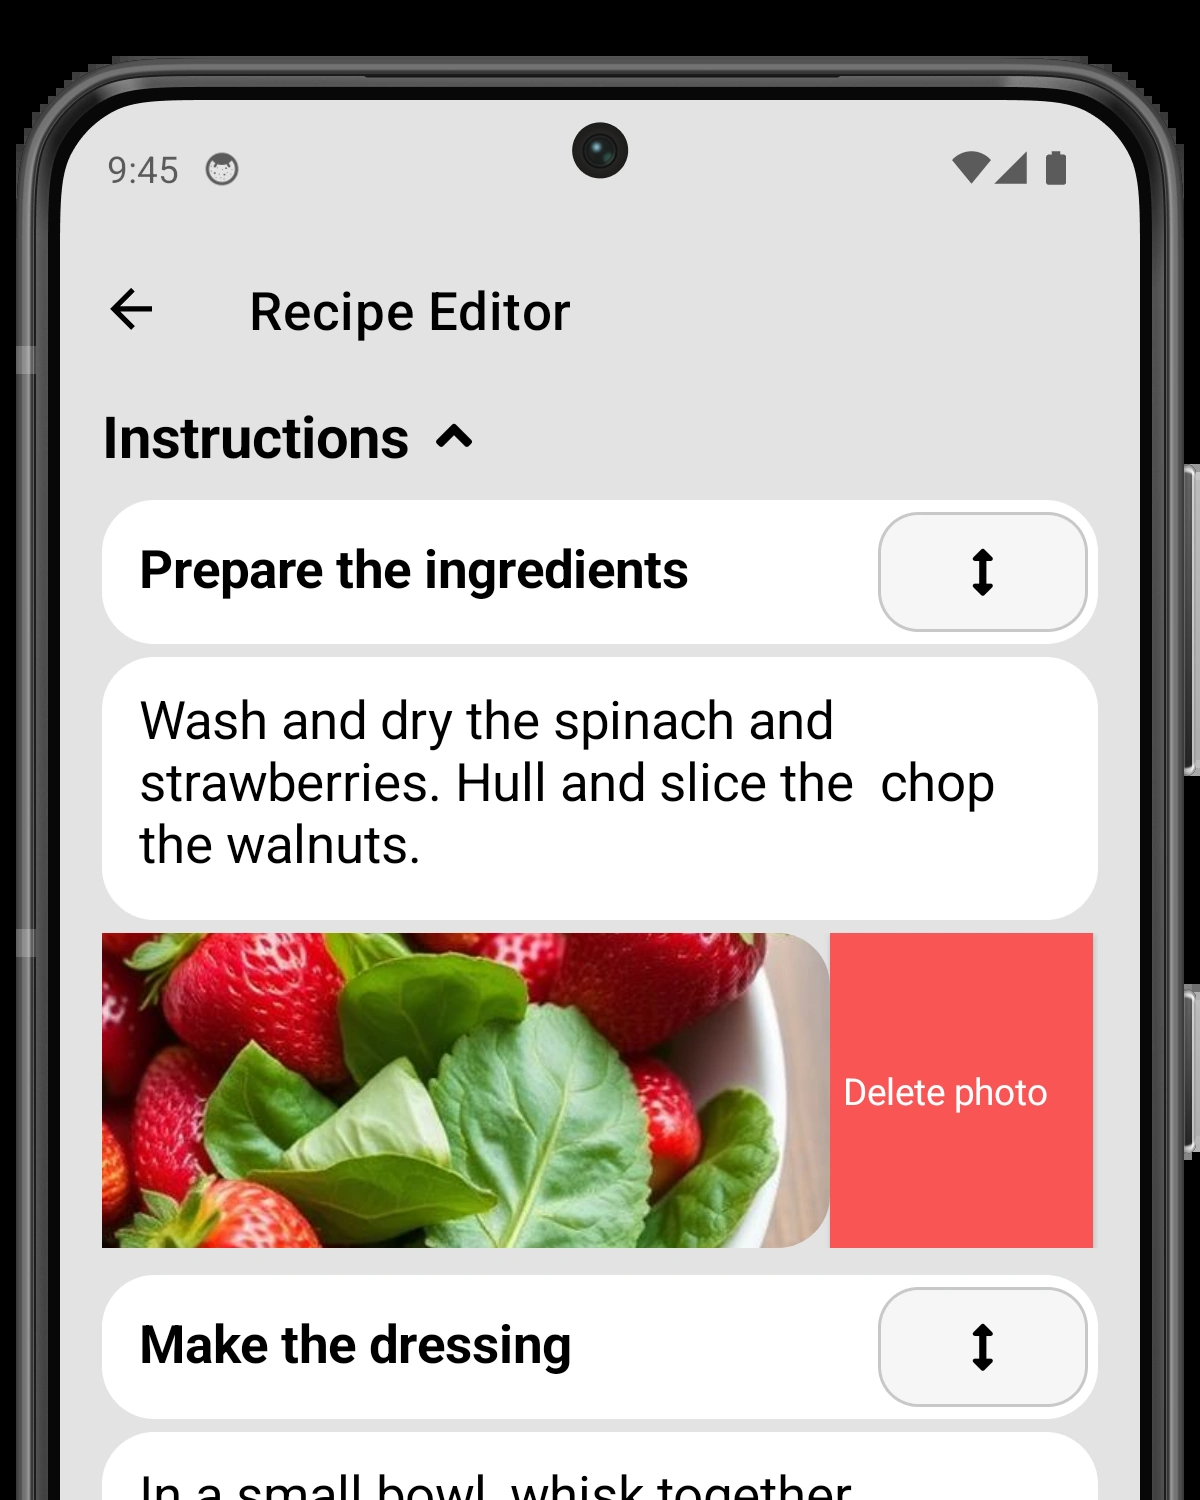 9:45
Recipe Editor
Instructions
Prepare the ingredients
Wash and dry the spinach and
strawberries. Hull and slice the  chop
the walnuts.
Delete photo
Make the dressing
In a small bowl, whisk together